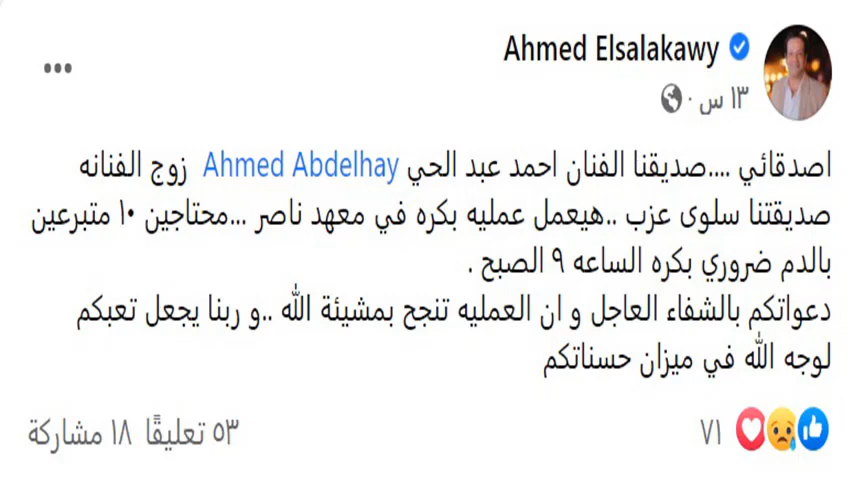 Ahmed Elsalakawy
١٣ س ·
اصدقائي ....صديقنا الفنان احمد عبد الحي Ahmed Abdelhay زوج الفنانه
صديقتنا سلوى عزب ..هيعمل عمليه بكره في معهد ناصر ...محتاجين ١٠ متبرعين
بالدم ضروري بكره الساعه ٩ الصبح .
دعواتكم بالشفاء العاجل و ان العمليه تنجح بمشيئة الله ..و ربنا يجعل تعبكم
لوجه الله في ميزان حسناتكم
٧١ ٥٣ تعليقًا ١٨ مشاركة